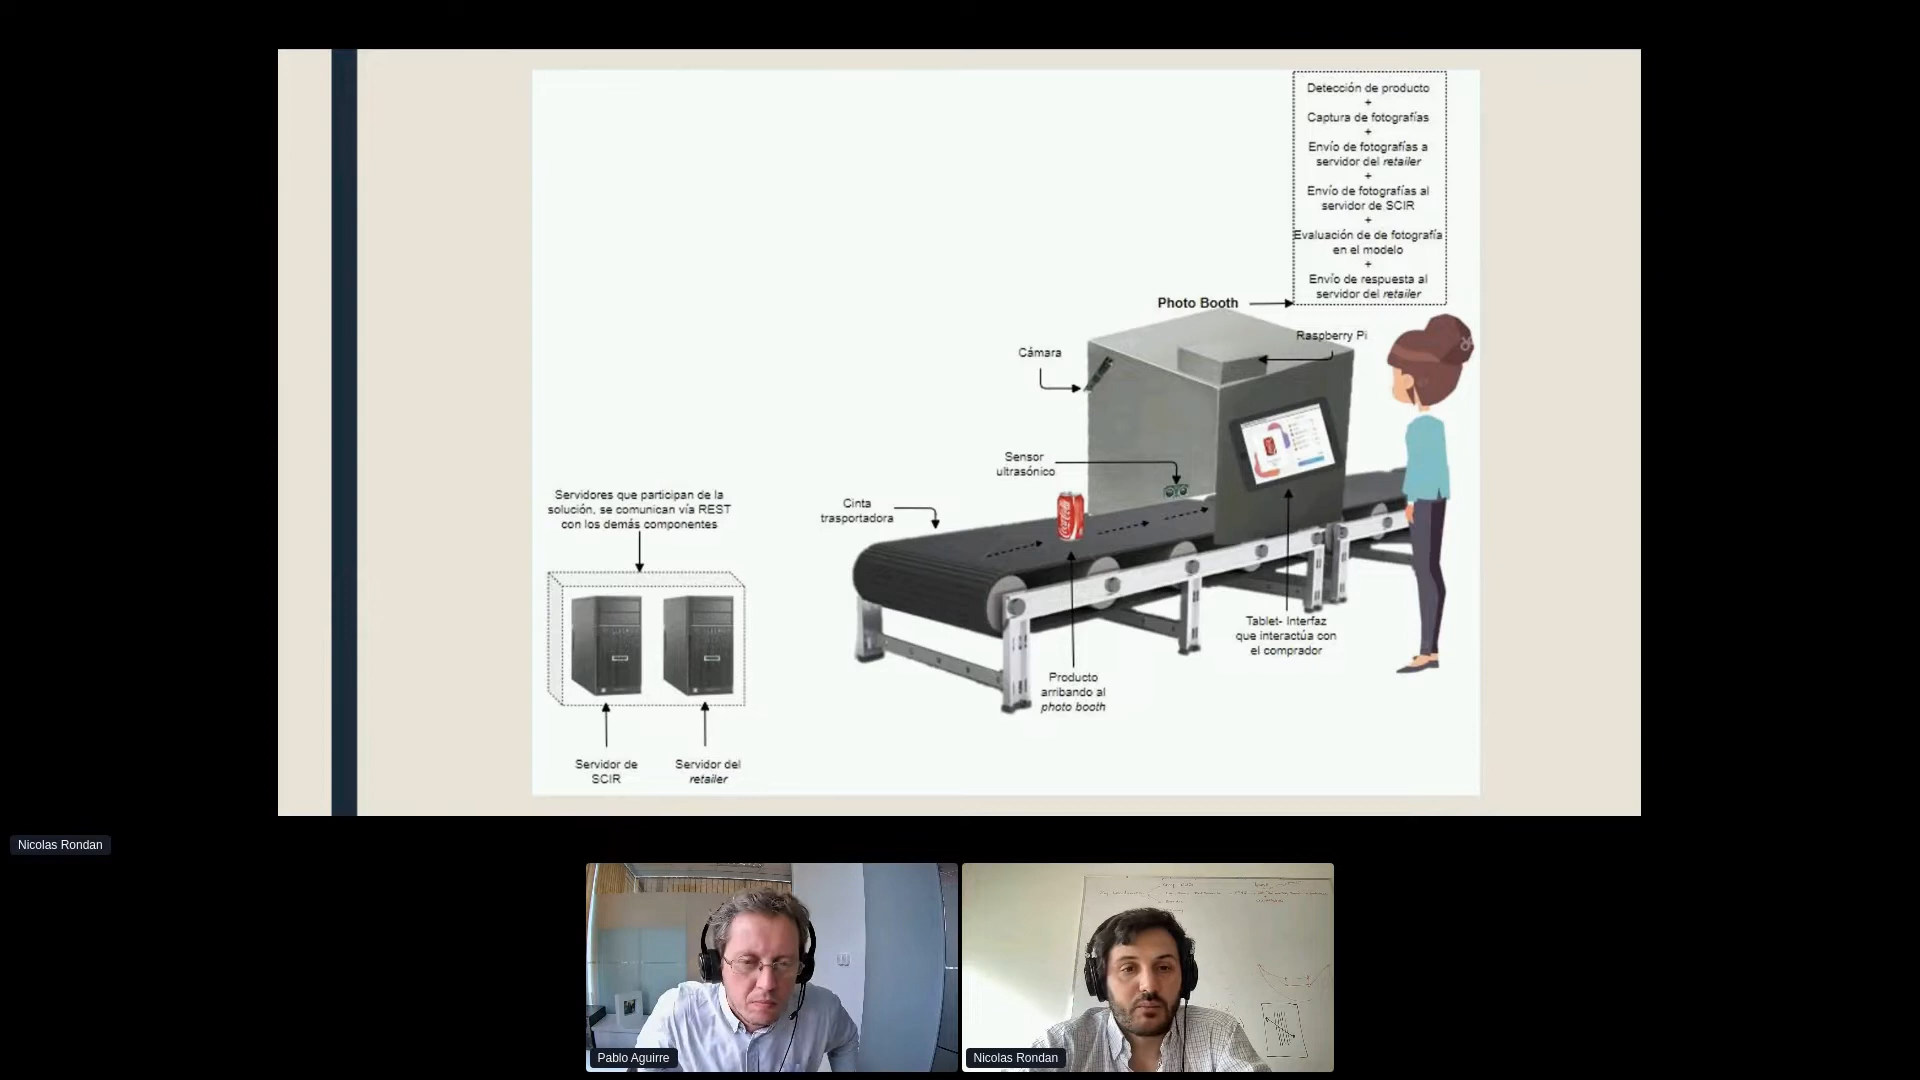 Detección de producto
+
Captura de fotografías
+
Envío de fotografías a
servidor del retailer
+
Envío de fotografías al
servidor de SCIR
+
Evaluación de de fotografía
en el modelo
+
Envío de respuesta al
servidor del retailer
Photo Booth
Raspberry Pi
Cámara
Sensor
ultrasónico
Cinta
trasportadora
Servidores que participan de la
solución, se comunican vía REST
con los demás componentes
Coca-Cola
Tablet- Interfaz
que interactúa con
el comprador
Producto
arribando al
photo booth
Servidor de
SCIR
Servidor del
retailer
Nicolas Rondan
Pablo Aguirre
Nicolas Rondan